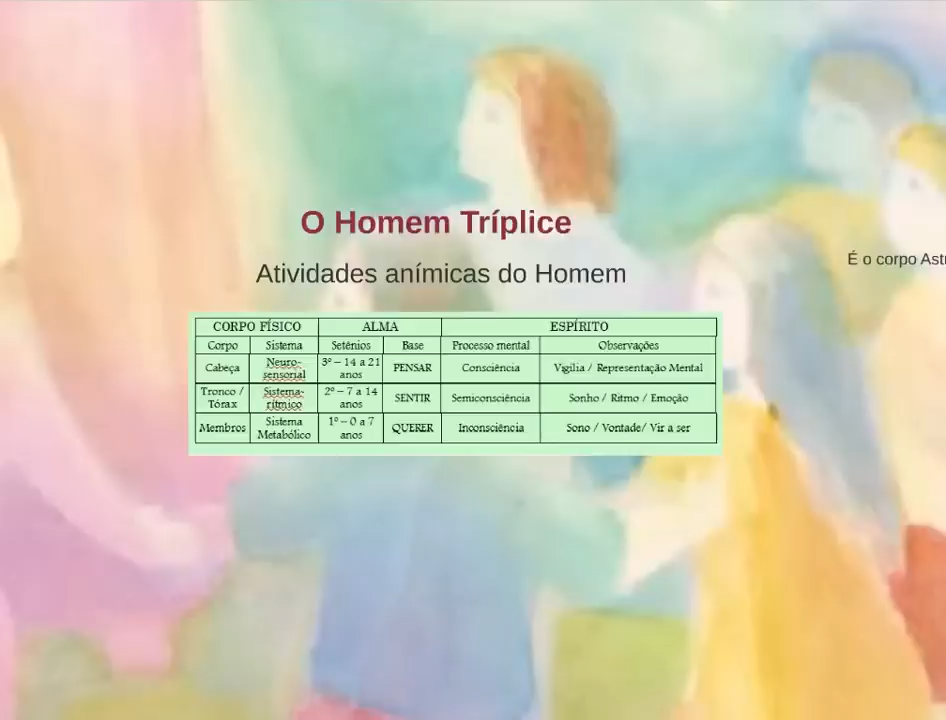 O Homem Tríplice
Atividades anímicas do Homem
É o corpo
CORPO FÍSICO ALMA ESPÍRITO
Corpo Sistema Setênios Base Processo mental Observações
Cabeça Neuro-sensorial 3º – 14 a 21 anos PENSAR Consciência Vigília / Representação Mental
Tronco / Tórax Sistema-rítmico 2º – 7 a 14 anos SENTIR Semiconsciência Sonho / Ritmo / Emoção
Membros Sistema Metabólico 1º – 0 a 7 anos QUERER Inconsciência Sono / Vontade/ Vir a ser